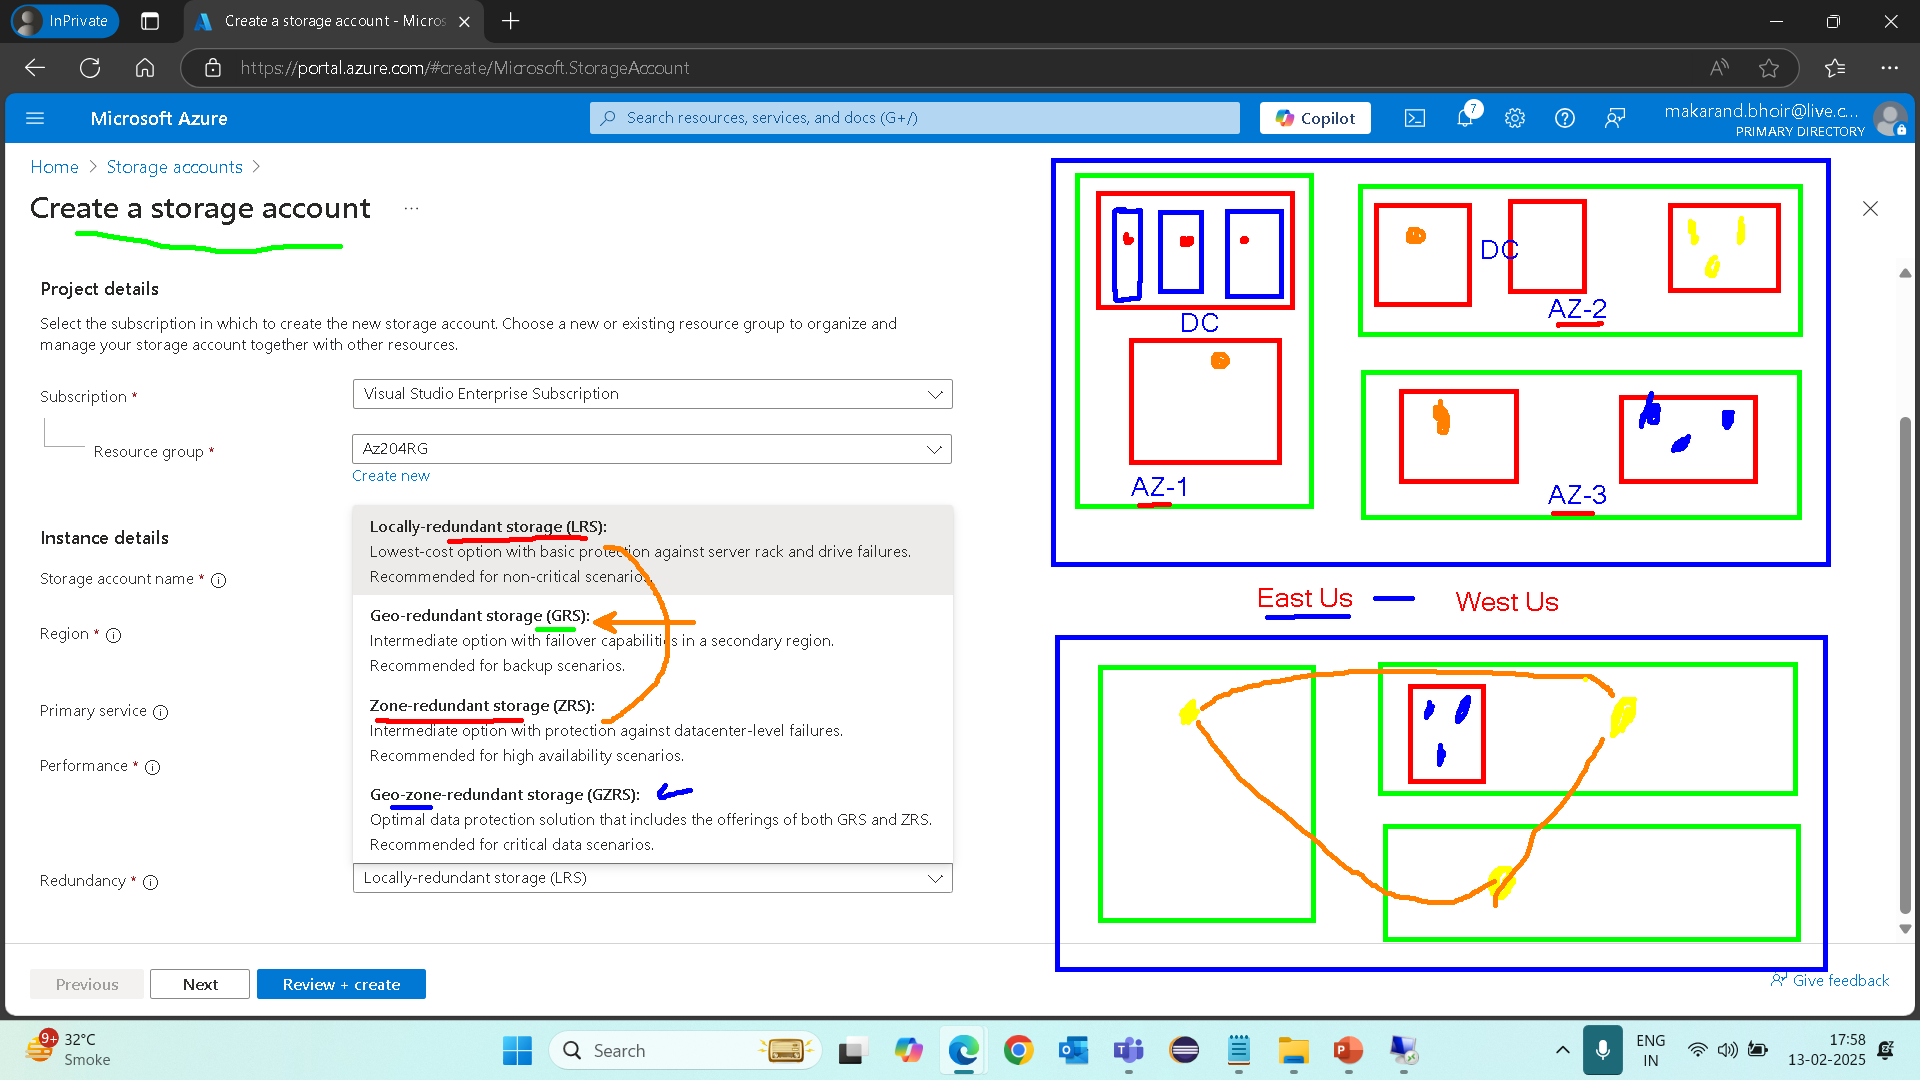 InPrivate
Create a storage account - Micros
https://portal.azure.com/#create/Microsoft.StorageAccount
Microsoft Azure
Search resources, services, and docs (G+/)
Copilot
7
makarand.bhoir@live.c...
PRIMARY DIRECTORY
Home
Storage accounts
Create a storage account
...
Project details
Select the subscription in which to create the new storage account. Choose a new or existing resource group to organize and
manage your storage account together with other resources.
Subscription *
Visual Studio Enterprise Subscription
Resource group *
Az204RG
Create new
Instance details
Storage account name *
Region *
Primary service
Performance *
Locally-redundant storage (LRS):
Lowest-cost option with basic protection against server rack and drive failures.
Recommended for non-critical scenarios.
Geo-redundant storage (GRS):
Intermediate option with failover capabilities in a secondary region.
Recommended for backup scenarios.
Zone-redundant storage (ZRS):
Intermediate option with protection against datacenter-level failures.
Recommended for high availability scenarios.
Geo-zone-redundant storage (GZRS):
Optimal data protection solution that includes the offerings of both GRS and ZRS.
Recommended for critical data scenarios.
Redundancy *
Locally-redundant storage (LRS)
DC
AZ-1
DC
AZ-2
AZ-3
East Us
West Us
Previous
Next
Review + create
Give feedback
9+
32°C
Smoke
Search
ENG
IN
17:58
13-02-2025